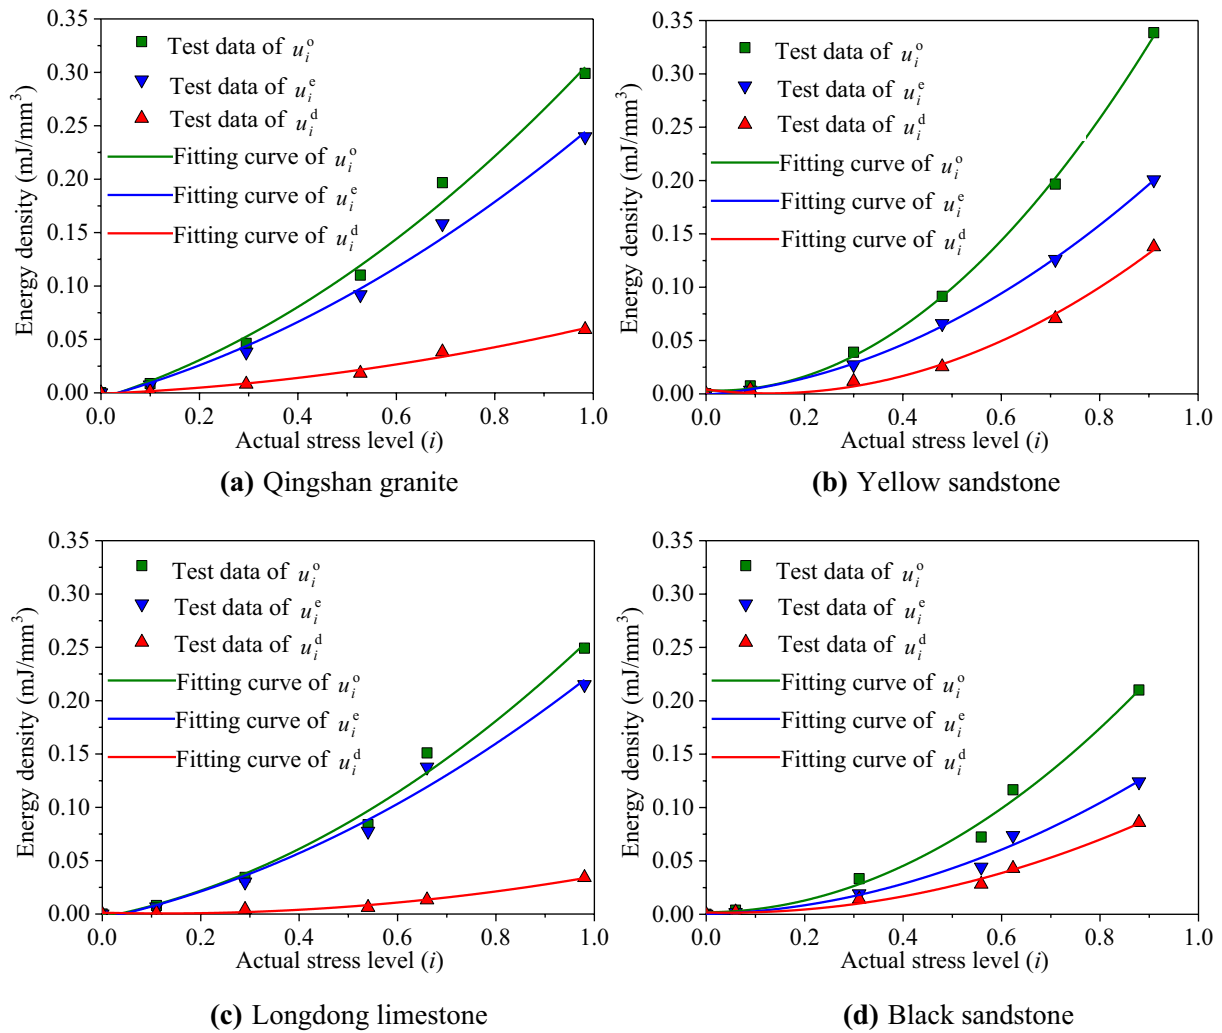 0.35
0.30
0.25
0.20
0.15
0.10
0.05
0.00
Energy density (mJ/mm³)
Test data of uᵢᵒ
Test data of uᵢᵉ
Test data of uᵢᵈ
Fitting curve of uᵢᵒ
Fitting curve of uᵢᵉ
Fitting curve of uᵢᵈ
0.0 0.2 0.4 0.6 0.8 1.0
Actual stress level (i)
(a) Qingshan granite
0.35
0.30
0.25
0.20
0.15
0.10
0.05
0.00
Energy density (mJ/mm³)
Test data of uᵢᵒ
Test data of uᵢᵉ
Test data of uᵢᵈ
Fitting curve of uᵢᵒ
Fitting curve of uᵢᵉ
Fitting curve of uᵢᵈ
0.0 0.2 0.4 0.6 0.8 1.0
Actual stress level (i)
(b) Yellow sandstone
0.35
0.30
0.25
0.20
0.15
0.10
0.05
0.00
Energy density (mJ/mm³)
Test data of uᵢᵒ
Test data of uᵢᵉ
Test data of uᵢᵈ
Fitting curve of uᵢᵒ
Fitting curve of uᵢᵉ
Fitting curve of uᵢᵈ
0.0 0.2 0.4 0.6 0.8 1.0
Actual stress level (i)
(c) Longdong limestone
0.35
0.30
0.25
0.20
0.15
0.10
0.05
0.00
Energy density (mJ/mm³)
Test data of uᵢᵒ
Test data of uᵢᵉ
Test data of uᵢᵈ
Fitting curve of uᵢᵒ
Fitting curve of uᵢᵉ
Fitting curve of uᵢᵈ
0.0 0.2 0.4 0.6 0.8 1.0
Actual stress level (i)
(d) Black sandstone